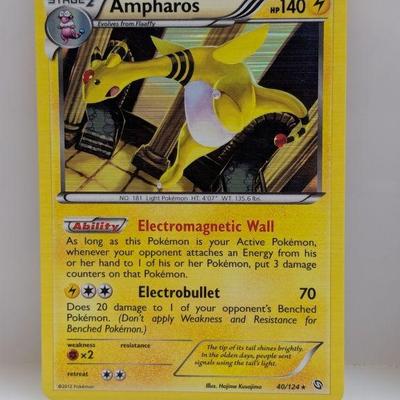 STAGE 2
Ampharos
HP 140
Evolves from Flaaffy
NO. 181 Light Pokémon HT. 4'07" WT. 135.6 lbs.
Ability Electromagnetic Wall
As long as this Pokémon is your Active Pokémon,
whenever your opponent attaches an Energy from his
or her hand to 1 of his or her Pokémon, put 3 damage
counters on that Pokémon.
Electrobullet 70
Does 20 damage to 1 of your opponent's Benched
Pokémon. (Don't apply Weakness and Resistance for
Benched Pokémon.)
weakness
resistance
×2
retreat
The tip of its tail shines brightly.
In the olden days, people sent
signals using the tail's light.
©2012 Pokémon
Illus. Hajime Kusajima
40/124 ★